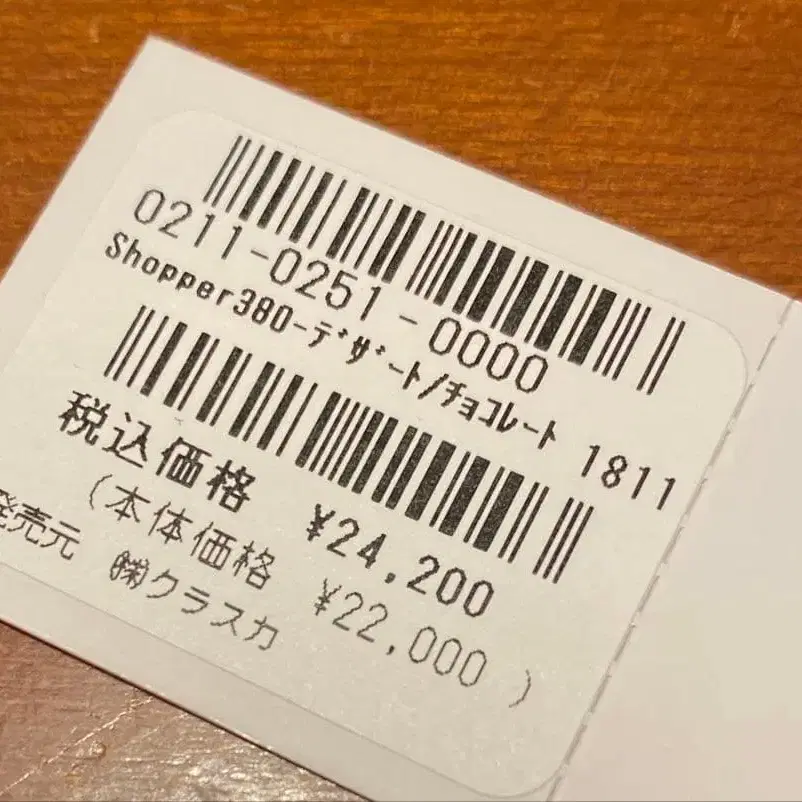 0211-0251-0000
Shopper380-ﾃﾞｻﾞｰﾄ/ﾁｮｺﾚｰﾄ 1811
税込価格 ¥24,200
(本体価格 ¥22,000 )
発売元 ㈱クラスカ